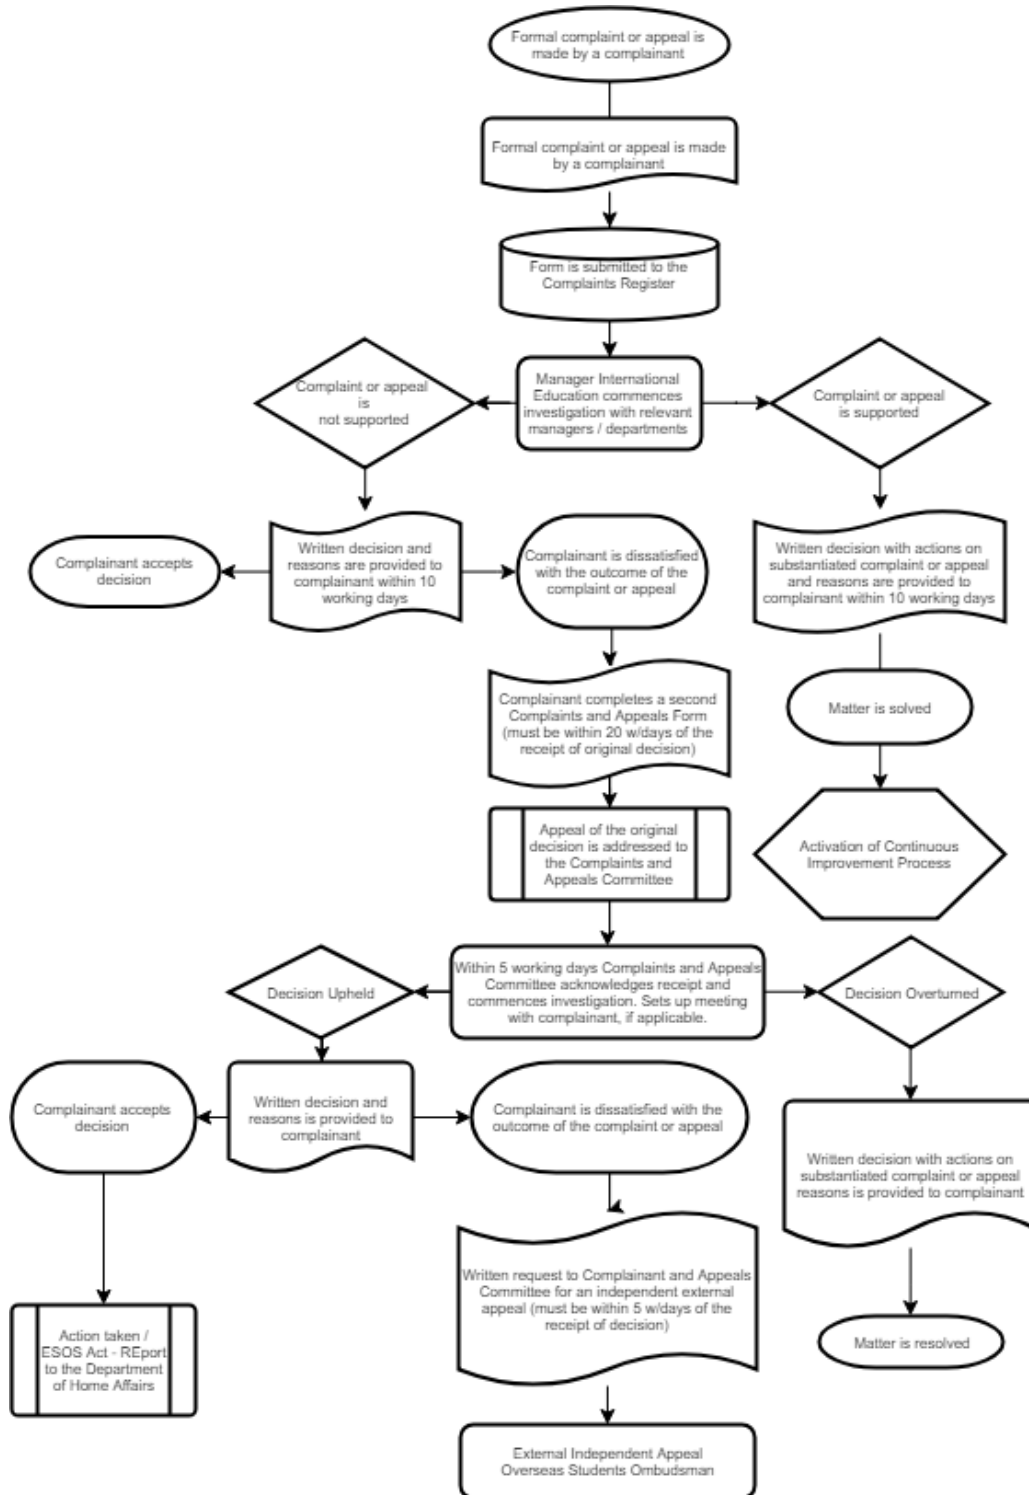 Formal complaint or appeal is
made by a complainant
Formal complaint or appeal is made
by a complainant
Form is submitted to the
Complaints Register
Complaint or appeal
is
not supported
Manager International
Education commences
investigation with relevant
managers / departments
Complaint or appeal
is supported
Complainant accepts
decision
Written decision and
reasons are provided to
complainant within 10
working days
Complainant is dissatisfied
with the outcome of the
complaint or appeal
Written decision with actions on
substantiated complaint or appeal
and reasons are provided to
complainant within 10 working days
Complainant completes a second
Complaints and Appeals Form
(must be within 20 w/days of the
receipt of original decision)
Matter is solved
Appeal of the original
decision is addressed to
the Complaints and
Appeals Committee
Activation of Continuous
Improvement Process
Decision Upheld
Within 5 working days Complaints and Appeals
Committee acknowledges receipt and
commences investigation. Sets up meeting
with complainant, if applicable.
Decision Overturned
Complainant accepts
decision
Written decision and
reasons is provided to
complainant
Complainant is dissatisfied with the
outcome of the complaint or appeal
Written decision with actions on
substantiated complaint or appeal
reasons is provided to complainant
Written request to Complainant and Appeals
Committee for an independent external
appeal (must be within 5 w/days of the
receipt of decision)
Action taken /
ESOS Act - REport
to the Department
of Home Affairs
Matter is resolved
External Independent Appeal
Overseas Students Ombudsman